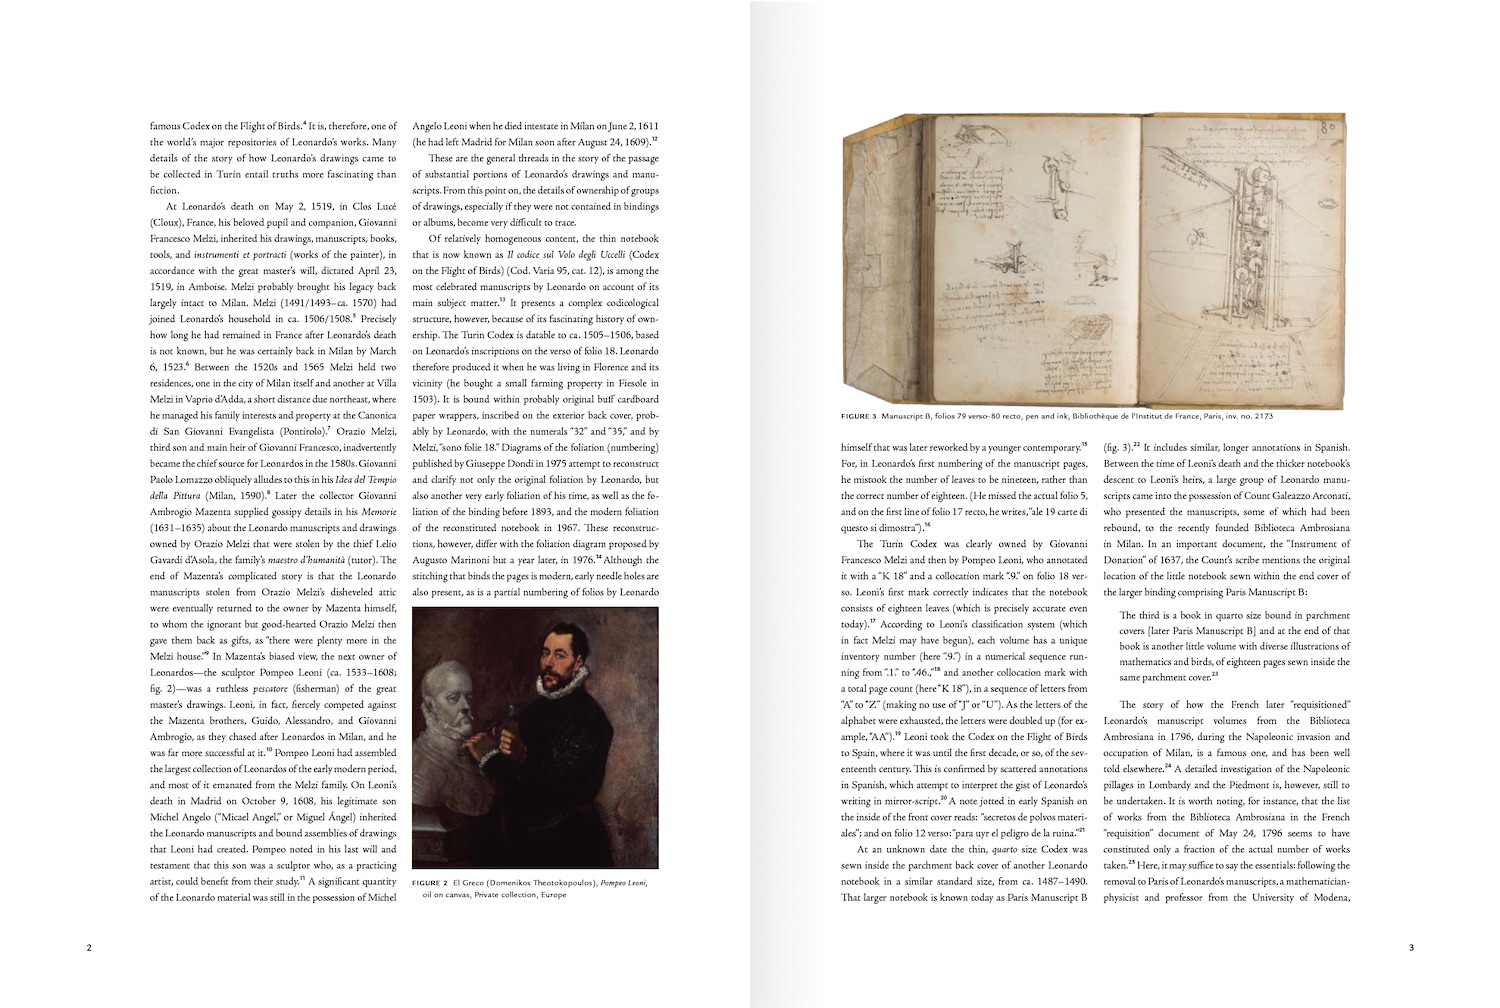 famous Codex on the Flight of Birds.4 It is, therefore, one of
the world's major repositories of Leonardo's works. Many
details of the story of how Leonardo's drawings came to
be collected in Turin entail truths more fascinating than
fiction.
At Leonardo's death on May 2, 1519, in Clos Lucé
(Cloux), France, his beloved pupil and companion, Giovanni
Francesco Melzi, inherited his drawings, manuscripts, books,
tools, and instrumenti et portracti (works of the painter), in
accordance with the great master's will, dictated April 23,
1519, in Amboise. Melzi probably brought his legacy back
largely intact to Milan. Melzi (1491/1493–ca. 1570) had
joined Leonardo's household in ca. 1506/1508.5 Precisely
how long he had remained in France after Leonardo's death
is not known, but he was certainly back in Milan by March
6, 1523.6 Between the 1520s and 1565 Melzi held two
residences, one in the city of Milan itself and another at Villa
Melzi in Vaprio d'Adda, a short distance due northeast, where
he managed his family interests and property at the Canonica
di San Giovanni Evangelista (Pontirolo).7 Orazio Melzi,
third son and main heir of Giovanni Francesco, inadvertently
became the chief source for Leonardos in the 1580s. Giovanni
Paolo Lomazzo obliquely alludes to this in his Idea del Tempio
della Pittura (Milan, 1590).8 Later the collector Giovanni
Ambrogio Mazenta supplied gossipy details in his Memorie
(1631–1635) about the Leonardo manuscripts and drawings
owned by Orazio Melzi that were stolen by the thief Lelio
Gavardi d'Asola, the family's maestro d'humanità (tutor). The
end of Mazenta's complicated story is that the Leonardo
manuscripts stolen from Orazio Melzi's disheveled attic
were eventually returned to the owner by Mazenta himself,
to whom the ignorant but good-hearted Orazio Melzi then
gave them back as gifts, as "there were plenty more in the
Melzi house."9 In Mazenta's biased view, the next owner of
Leonardos—the sculptor Pompeo Leoni (ca. 1533–1608;
fig. 2)—was a ruthless pescatore (fisherman) of the great
master's drawings. Leoni, in fact, fiercely competed against
the Mazenta brothers, Guido, Alessandro, and Giovanni
Ambrogio, as they chased after Leonardos in Milan, and he
was far more successful at it.10 Pompeo Leoni had assembled
the largest collection of Leonardos of the early modern period,
and most of it emanated from the Melzi family. On Leoni's
death in Madrid on October 9, 1608, his legitimate son
Michel Angelo ("Micael Angel," or Miguel Ángel) inherited
the Leonardo manuscripts and bound assemblies of drawings
that Leoni had created. Pompeo noted in his last will and
testament that this son was a sculptor who, as a practicing
artist, could benefit from their study.11 A significant quantity
of the Leonardo material was still in the possession of Michel
Angelo Leoni when he died intestate in Milan on June 2, 1611
(he had left Madrid for Milan soon after August 24, 1609).12
These are the general threads in the story of the passage
of substantial portions of Leonardo's drawings and manu-
scripts. From this point on, the details of ownership of groups
of drawings, especially if they were not contained in bindings
or albums, become very difficult to trace.
Of relatively homogeneous content, the thin notebook
that is now known as Il codice sul Volo degli Uccelli (Codex
on the Flight of Birds) (Cod. Varia 95, cat. 12), is among the
most celebrated manuscripts by Leonardo on account of its
main subject matter.13 It presents a complex codicological
structure, however, because of its fascinating history of own-
ership. The Turin Codex is datable to ca. 1505–1506, based
on Leonardo's inscriptions on the verso of folio 18. Leonardo
therefore produced it when he was living in Florence and its
vicinity (he bought a small farming property in Fiesole in
1503). It is bound within probably original buff cardboard
paper wrappers, inscribed on the exterior back cover, prob-
ably by Leonardo, with the numerals "32" and "35," and by
Melzi, "sono folie 18." Diagrams of the foliation (numbering)
published by Giuseppe Dondi in 1975 attempt to reconstruct
and clarify not only the original foliation by Leonardo, but
also another very early foliation of his time, as well as the fo-
liation of the binding before 1893, and the modern foliation
of the reconstituted notebook in 1967. These reconstruc-
tions, however, differ with the foliation diagram proposed by
Augusto Marinoni but a year later, in 1976.14 Although the
stitching that binds the pages is modern, early needle holes are
also present, as is a partial numbering of folios by Leonardo
FIGURE 2 El Greco (Domenikos Theotokopoulos), Pompeo Leoni,
oil on canvas, Private collection, Europe
2
80
FIGURE 3 Manuscript B, folios 79 verso–80 recto, pen and ink, Bibliothèque de l'Institut de France, Paris, inv. no. 2173
himself that was later reworked by a younger contemporary.15
For, in Leonardo's first numbering of the manuscript pages,
he mistook the number of leaves to be nineteen, rather than
the correct number of eighteen. (He missed the actual folio 5,
and on the first line of folio 17 recto, he writes, "ale 19 carte di
questo si dimostra").16
The Turin Codex was clearly owned by Giovanni
Francesco Melzi and then by Pompeo Leoni, who annotated
it with a "K 18" and a collocation mark "9." on folio 18 ver-
so. Leoni's first mark correctly indicates that the notebook
consists of eighteen leaves (which is precisely accurate even
today).17 According to Leoni's classification system (which
in fact Melzi may have begun), each volume has a unique
inventory number (here ".9.") in a numerical sequence run-
ning from ".1." to ".46.,"18 and another collocation mark with
a total page count (here "K 18"), in a sequence of letters from
"A" to "Z" (making no use of "J" or "U"). As the letters of the
alphabet were exhausted, the letters were doubled up (for ex-
ample, "AA").19 Leoni took the Codex on the Flight of Birds
to Spain, where it was until the first decade, or so, of the sev-
enteenth century. This is confirmed by scattered annotations
in Spanish, which attempt to interpret the gist of Leonardo's
writing in mirror-script.20 A note jotted in early Spanish on
the inside of the front cover reads: "secretos de polvos materi-
ales"; and on folio 12 verso: "para uyr el peligro de la ruina."21
At an unknown date the thin, quarto size Codex was
sewn inside the parchment back cover of another Leonardo
notebook in a similar standard size, from ca. 1487–1490.
That larger notebook is known today as Paris Manuscript B
(fig. 3).22 It includes similar, longer annotations in Spanish.
Between the time of Leoni's death and the thicker notebook's
descent to Leoni's heirs, a large group of Leonardo manu-
scripts came into the possession of Count Galeazzo Arconati,
who presented the manuscripts, some of which had been
rebound, to the recently founded Biblioteca Ambrosiana
in Milan. In an important document, the "Instrument of
Donation" of 1637, the Count's scribe mentions the original
location of the little notebook sewn within the end cover of
the larger binding comprising Paris Manuscript B:
The third is a book in quarto size bound in parchment
covers [later Paris Manuscript B] and at the end of that
book is another little volume with diverse illustrations of
mathematics and birds, of eighteen pages sewn inside the
same parchment cover.23
The story of how the French later "requisitioned"
Leonardo's manuscript volumes from the Biblioteca
Ambrosiana in 1796, during the Napoleonic invasion and
occupation of Milan, is a famous one, and has been well
told elsewhere.24 A detailed investigation of the Napoleonic
pillages in Lombardy and the Piedmont is, however, still to
be undertaken. It is worth noting, for instance, that the list
of works from the Biblioteca Ambrosiana in the French
"requisition" document of May 24, 1796 seems to have
constituted only a fraction of the actual number of works
taken.25 Here, it may suffice to say the essentials: following the
removal to Paris of Leonardo's manuscripts, a mathematician-
physicist and professor from the University of Modena,
3